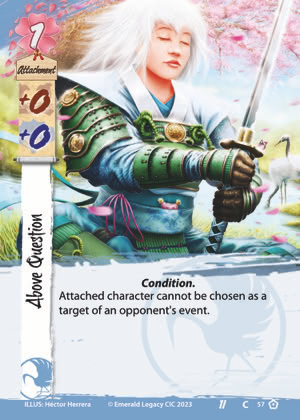 1
Attachment
+0
+0
Above Question
Condition.
Attached character cannot be chosen as a
target of an opponent's event.
ILLUS: Héctor Herrera © Emerald Legacy CIC 2023 C 57